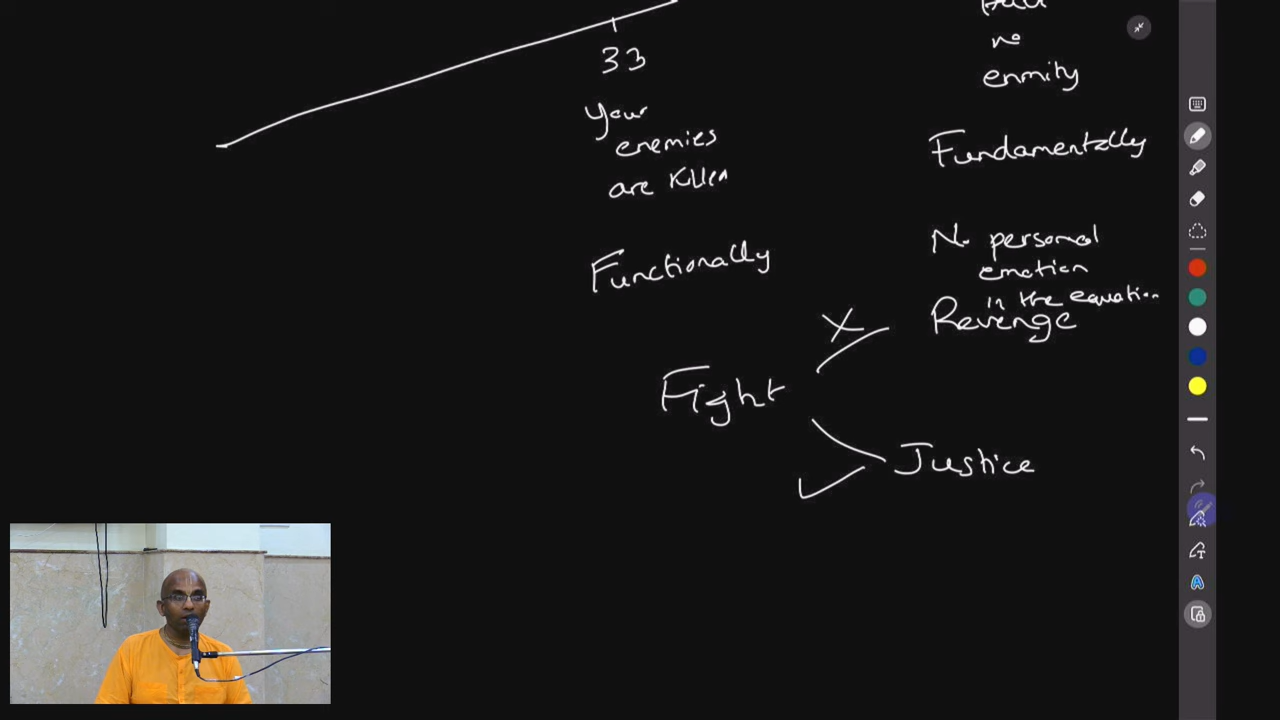 33
Your
enemies
are killed
Functionally
no
enmity
Fundamentally
No personal
emotion
in the equation
Revenge
Fight
Justice